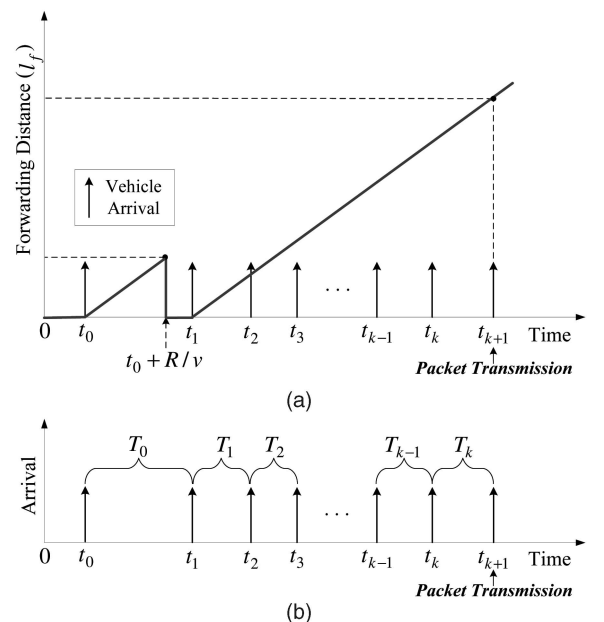 Forwarding Distance (l_f)
Vehicle
Arrival
0 t_0 t_1 t_2 t_3 . . . t_{k-1} t_k t_{k+1} Time
t_0 + R / v
Packet Transmission
(a)
Arrival
T_0 T_1 T_2 T_{k-1} T_k
. . .
0 t_0 t_1 t_2 t_3 t_{k-1} t_k t_{k+1} Time
Packet Transmission
(b)